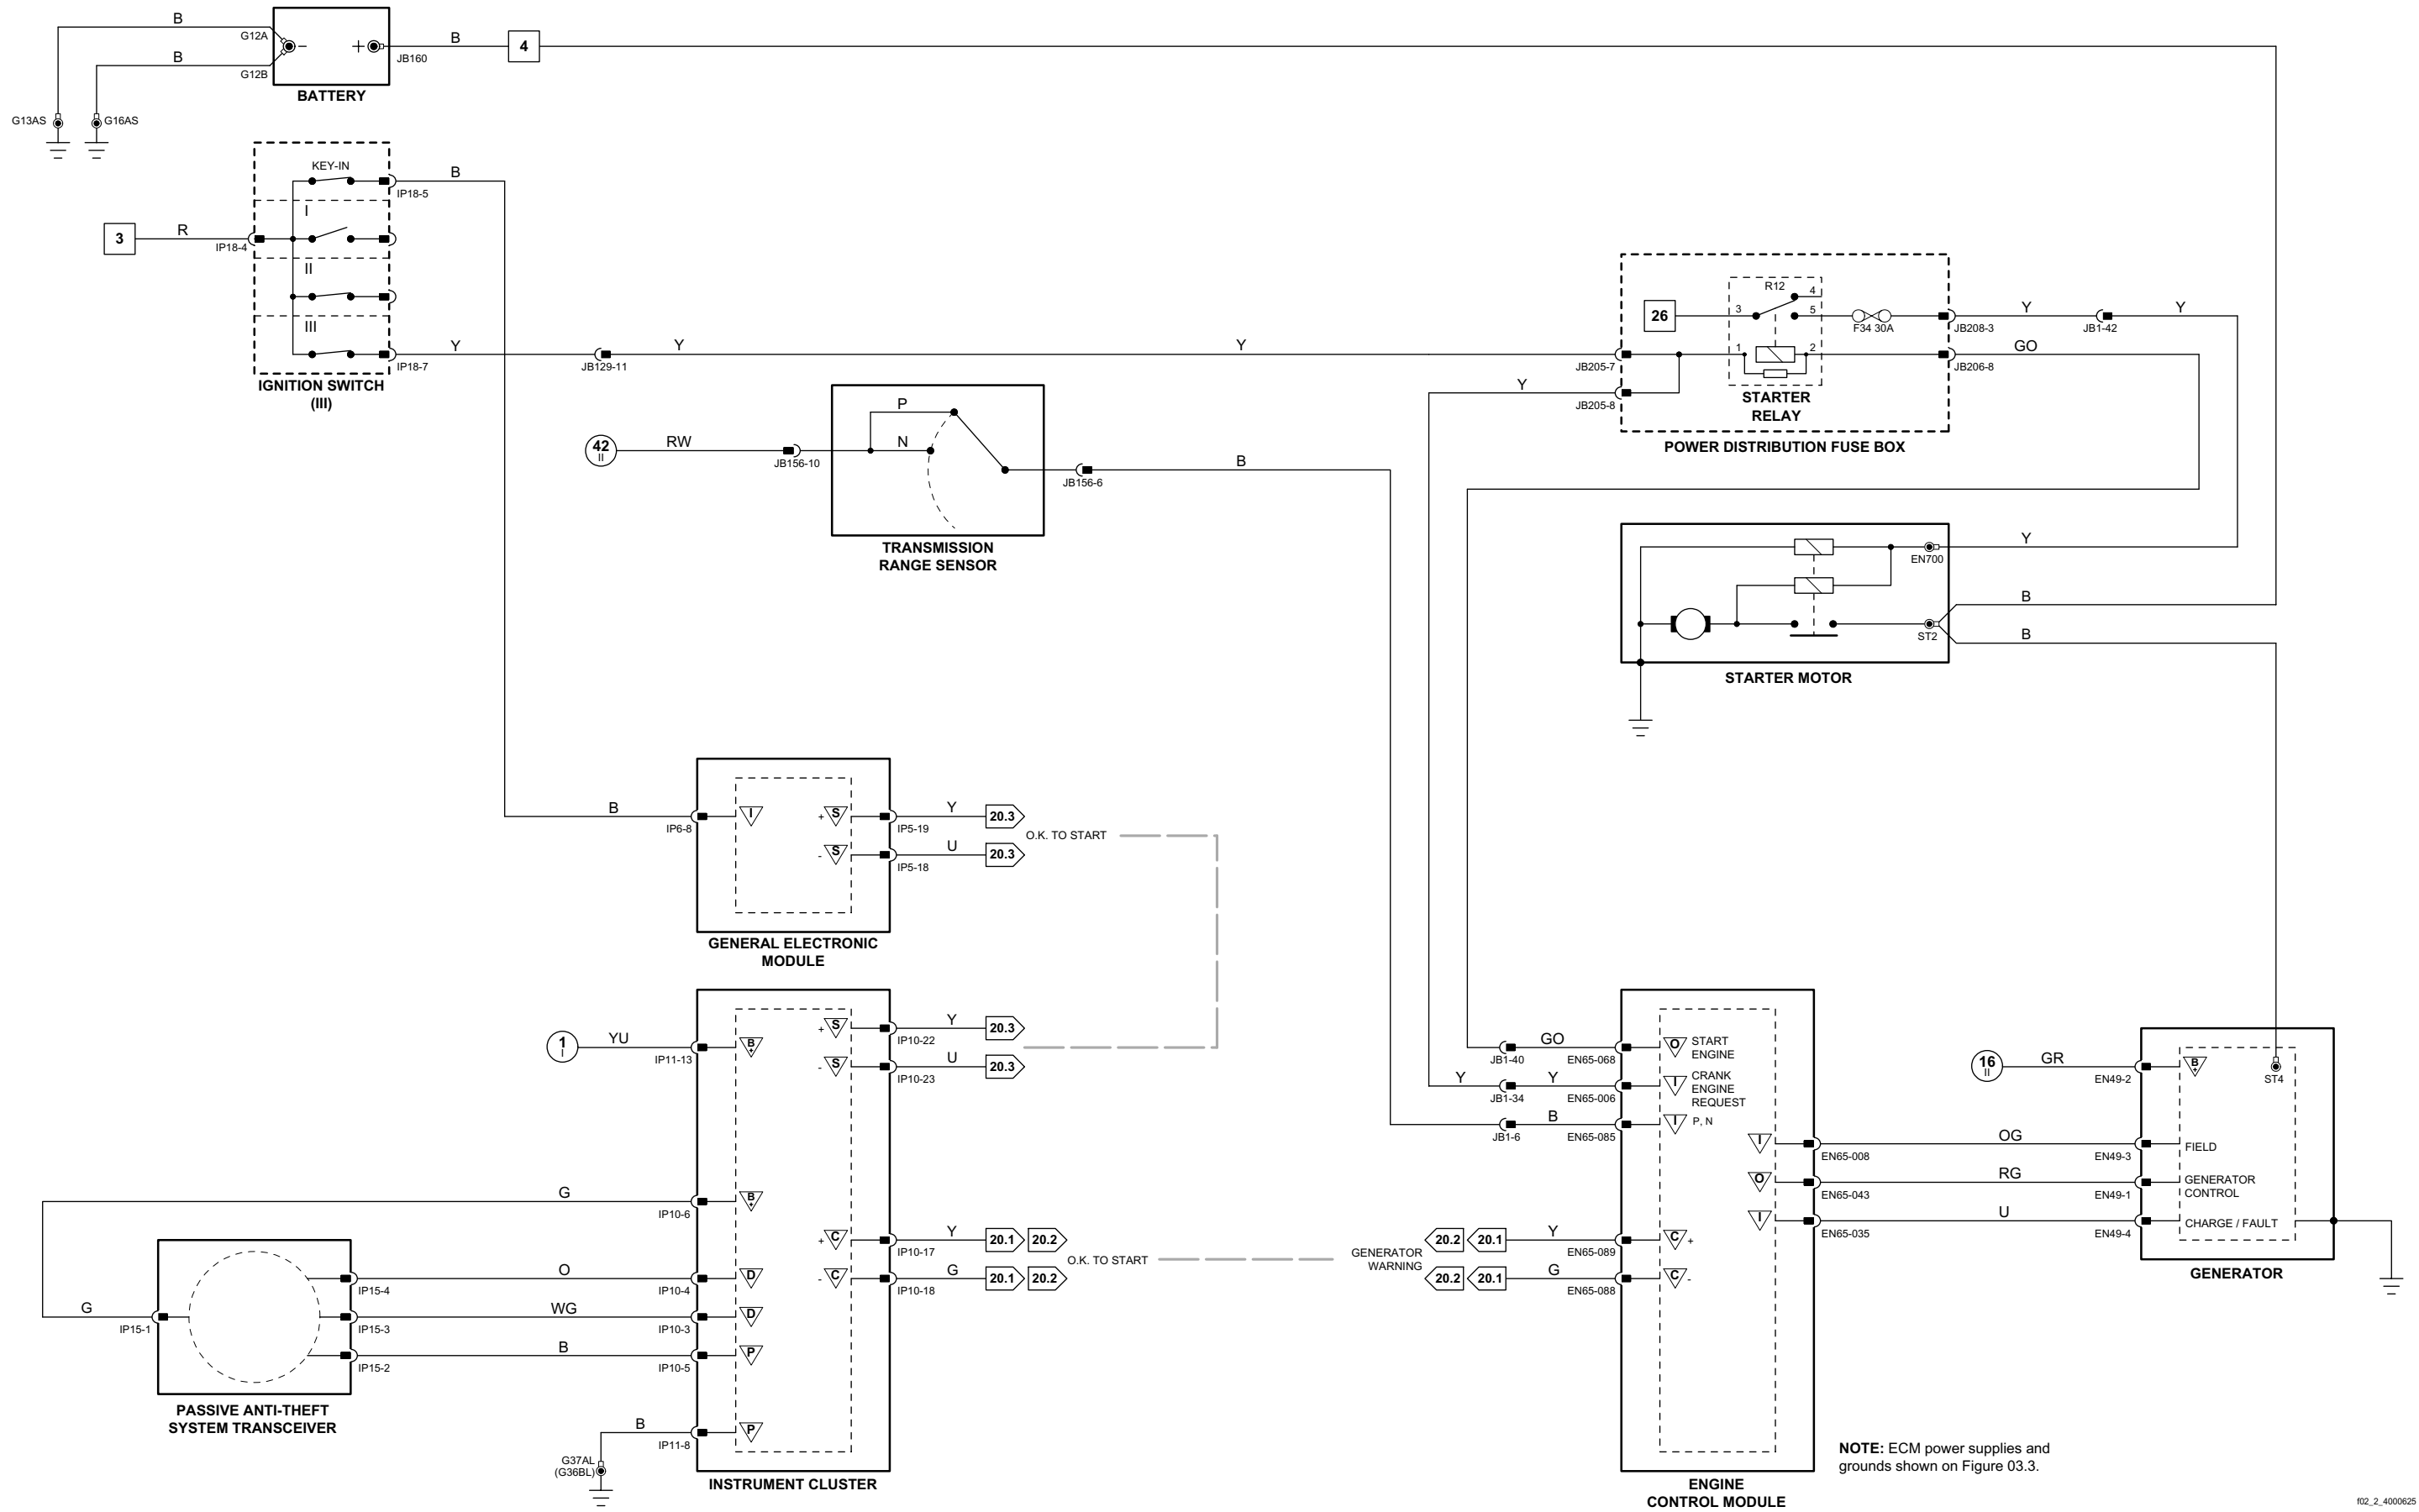 B
G12A
B
G12B
−
+
JB160
B
4
BATTERY
G13AS
G16AS
KEY-IN
B
IP18-5
I
3
R
IP18-4
II
III
Y
IP18-7
IGNITION SWITCH
(III)
JB129-11
Y
Y
JB205-7
Y
JB205-8
R12
26
3
4
5
F34 30A
1
2
JB208-3
Y
JB1-42
Y
JB206-8
GO
STARTER
RELAY
POWER DISTRIBUTION FUSE BOX
42
II
RW
JB156-10
P
N
JB156-6
B
TRANSMISSION
RANGE SENSOR
EN700
Y
ST2
B
B
STARTER MOTOR
B
IP6-8
I
+
S
-
S
IP5-19
Y
20.3
O.K. TO START
IP5-18
U
20.3
GENERAL ELECTRONIC
MODULE
1
I
YU
IP11-13
B
+
+
S
IP10-22
Y
20.3
-
S
IP10-23
U
20.3
G
IP10-6
B
+
+
C
IP10-17
Y
20.1
20.2
O.K. TO START
-
C
IP10-18
G
20.1
20.2
G
IP15-1
IP15-4
O
IP10-4
D
IP15-3
WG
IP10-3
D
IP15-2
B
IP10-5
P
PASSIVE ANTI-THEFT
SYSTEM TRANSCEIVER
B
IP11-8
P
G37AL
(G36BL)
INSTRUMENT CLUSTER
JB1-40
GO
EN65-068
O
START
ENGINE
Y
JB1-34
Y
EN65-006
I
CRANK
ENGINE
REQUEST
JB1-6
B
EN65-085
I
P, N
I
EN65-008
OG
EN49-3
FIELD
O
EN65-043
RG
EN49-1
GENERATOR
CONTROL
I
EN65-035
U
EN49-4
CHARGE / FAULT
16
II
GR
EN49-2
B
+
ST4
GENERATOR
GENERATOR
WARNING
20.2
20.1
Y
EN65-089
C
+
20.2
20.1
G
EN65-088
C
-
ENGINE
CONTROL MODULE
NOTE: ECM power supplies and
grounds shown on Figure 03.3.
f02_2_4000625